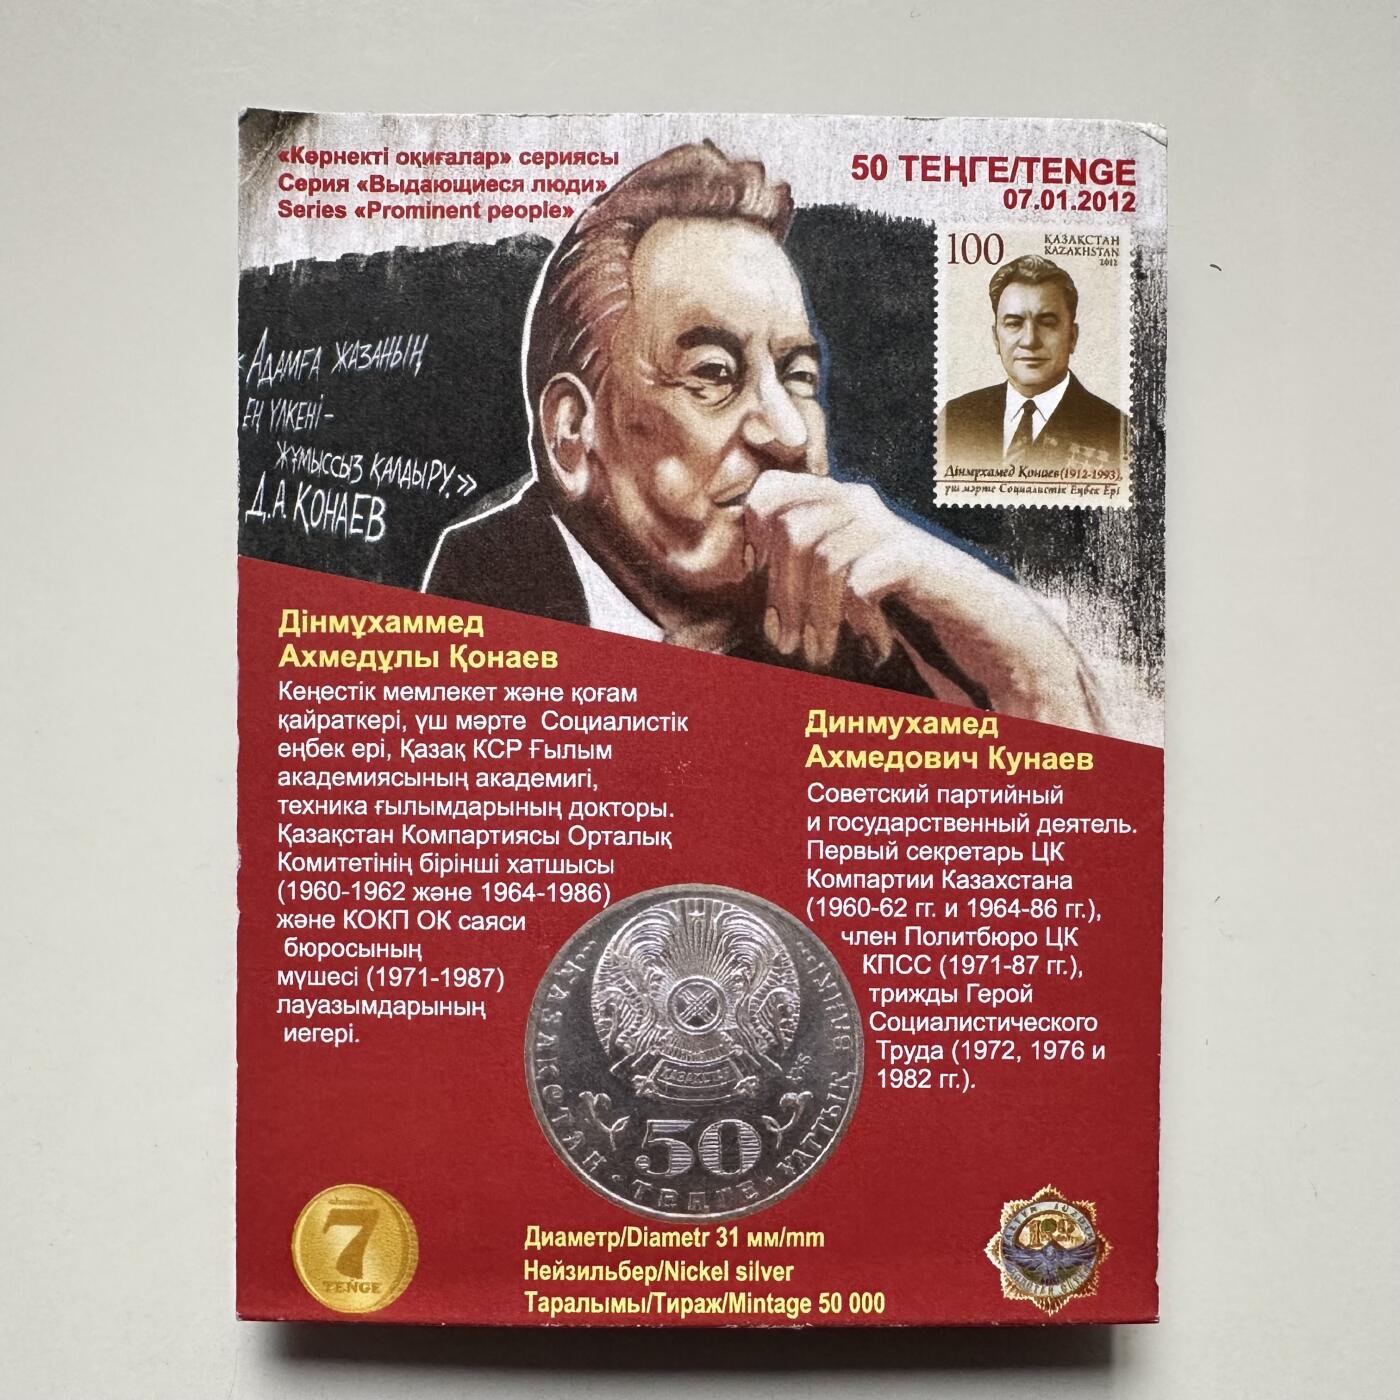 «Көрнекті оқиғалар» сериясы
Серия «Выдающиеся люди»
Series «Prominent people»
50 ТЕҢГЕ/TENGE
07.01.2012
100
ҚАЗАҚСТАН
KAZAKHSTAN
2012
Дінмұхамед Қонаев(1912-1993),
үш мәрте Социалистік Еңбек Ері
«Адамға жазаның
ең үлкені-
жұмыссыз қалдыру.»
Д.А.Қонаев
Дінмұхаммед
Ахмедұлы Қонаев
Кеңестік мемлекет және қоғам
қайраткері, үш мәрте Социалистік
еңбек ері, Қазақ КСР Ғылым
академиясының академигі,
техника ғылымдарының докторы.
Қазақстан Компартиясы Орталық
Комитетінің бірінші хатшысы
(1960-1962 және 1964-1986)
және КОКП ОК саяси
бюросының
мүшесі (1971-1987)
лауазымдарының
иегері.
Динмухамед
Ахмедович Кунаев
Советский партийный
и государственный деятель.
Первый секретарь ЦК
Компартии Казахстана
(1960-62 гг. и 1964-86 гг.),
член Политбюро ЦК
КПСС (1971-87 гг.),
трижды Герой
Социалистического
Труда (1972, 1976 и
1982 гг.).
ҚАЗАҚСТАН
50
ТЕҢГЕ
7
TENGE
Диаметр/Diametr 31 мм/mm
Нейзильбер/Nickel silver
Таралымы/Тираж/Mintage 50 000